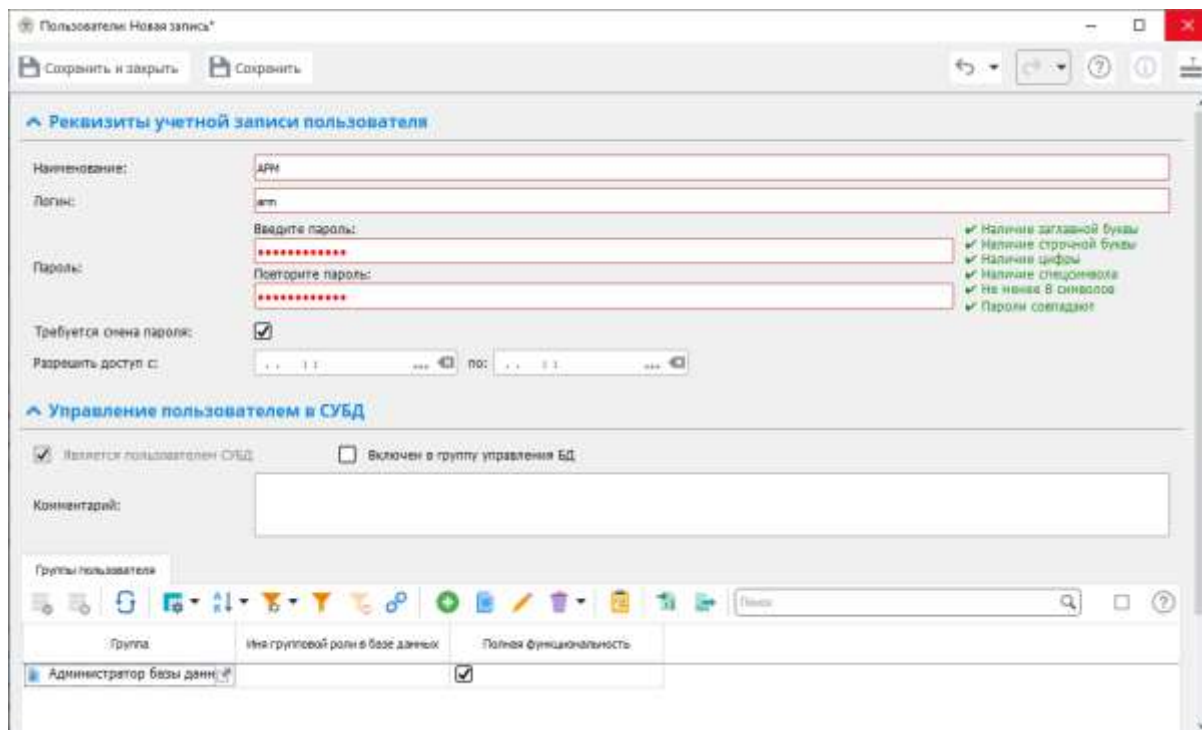 Пользователи: Новая запись*
Сохранить и закрыть Сохранить
Реквизиты учетной записи пользователя
Наименование: АРМ
Логин: arm
Введите пароль:
Наличие заглавной буквы
Наличие строчной буквы
Наличие цифры
Пароль:
Повторите пароль:
Наличие спецсимвола
Не менее 8 символов
Пароли совпадают
Требуется смена пароля:
Разрешить доступ с: по:
Управление пользователем в СУБД
Является пользователем СУБД Включен в группу управления БД
Комментарий:
Группы пользователя
Поиск
Группа Имя групповой роли в базе данных Полная функциональность
Администратор базы данн